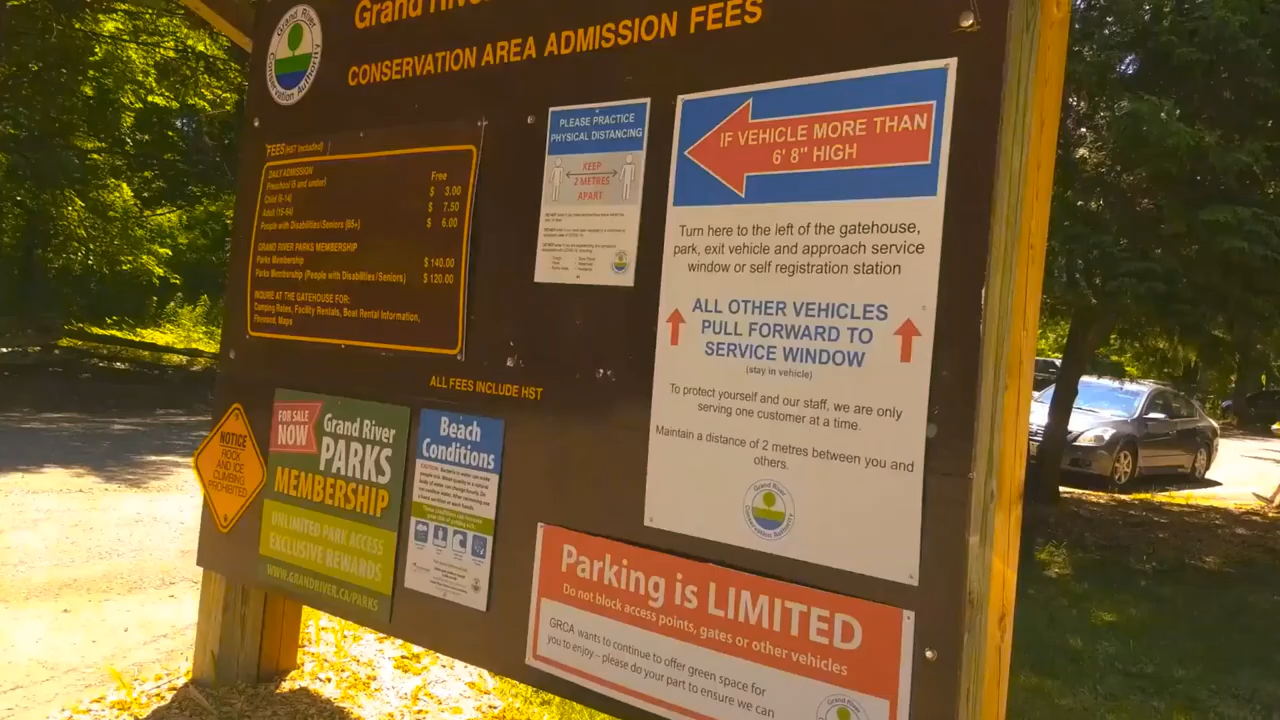 Grand River
CONSERVATION AREA ADMISSION FEES
Grand River
Conservation Authority
FEES (HST Included)
DAILY ADMISSION
Preschool (5 and under) Free
Child (6-14) $ 3.00
Adult (15-64) $ 7.50
People with Disabilities/Seniors (65+) $ 6.00
GRAND RIVER PARKS MEMBERSHIP
Parks Membership $ 140.00
Parks Membership (People with Disabilities/Seniors) $ 120.00
INQUIRE AT THE GATEHOUSE FOR:
Camping Rates, Facility Rentals, Boat Rental Information,
Firewood, Maps
PLEASE PRACTICE
PHYSICAL DISTANCING
KEEP
2 METRES
APART
IF VEHICLE MORE THAN
6' 8" HIGH
Turn here to the left of the gatehouse,
park, exit vehicle and approach service
window or self registration station
ALL OTHER VEHICLES
PULL FORWARD TO
SERVICE WINDOW
(stay in vehicle)
To protect yourself and our staff, we are only
serving one customer at a time.
Maintain a distance of 2 metres between you and
others.
Grand River
Conservation Authority
ALL FEES INCLUDE HST
NOTICE
ROCK
AND ICE
CLIMBING
PROHIBITED
FOR SALE
NOW
Grand River
PARKS
MEMBERSHIP
UNLIMITED PARK ACCESS
EXCLUSIVE REWARDS
WWW.GRANDRIVER.CA/PARKS
Beach
Conditions
Parking is LIMITED
Do not block access points, gates or other vehicles
GRCA wants to continue to offer green space for
you to enjoy – please do your part to ensure we can
Grand River